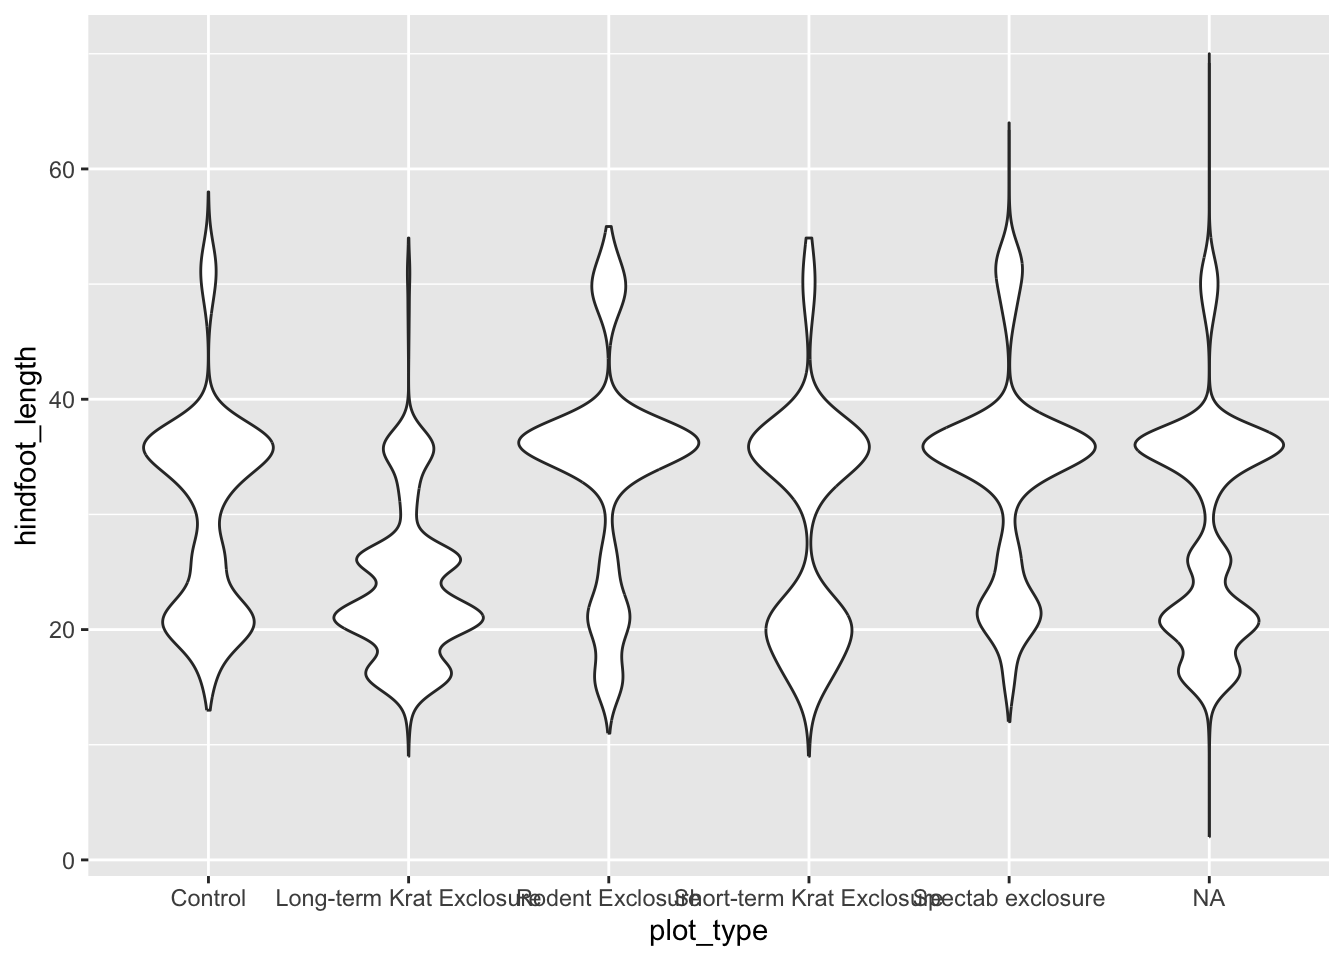 hindfoot_length
60
40
20
0
Control Long-term Krat Exclosure Rodent Exclosure Short-term Krat Exclosure Spectab exclosure NA
plot_type